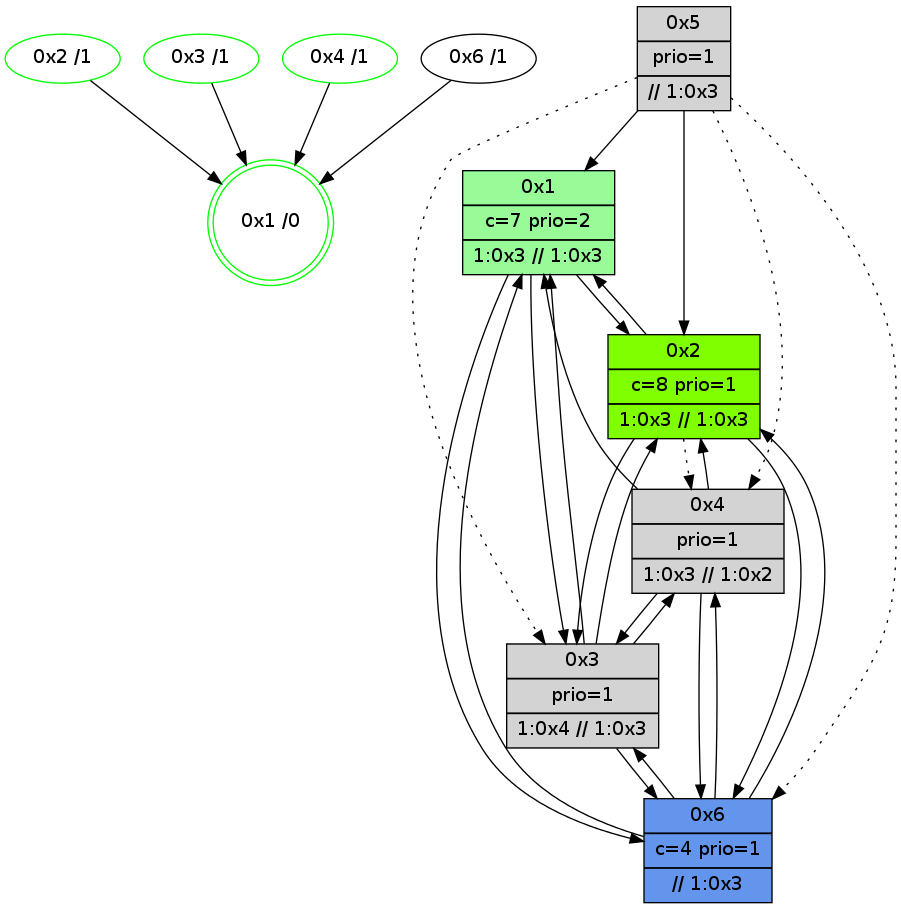 0x2 /1
0x3 /1
0x4 /1
0x6 /1
0x1 /0
0x5
prio=1
// 1:0x3
0x1
c=7 prio=2
1:0x3 // 1:0x3
0x2
c=8 prio=1
1:0x3 // 1:0x3
0x4
prio=1
1:0x3 // 1:0x2
0x3
prio=1
1:0x4 // 1:0x3
0x6
c=4 prio=1
// 1:0x3